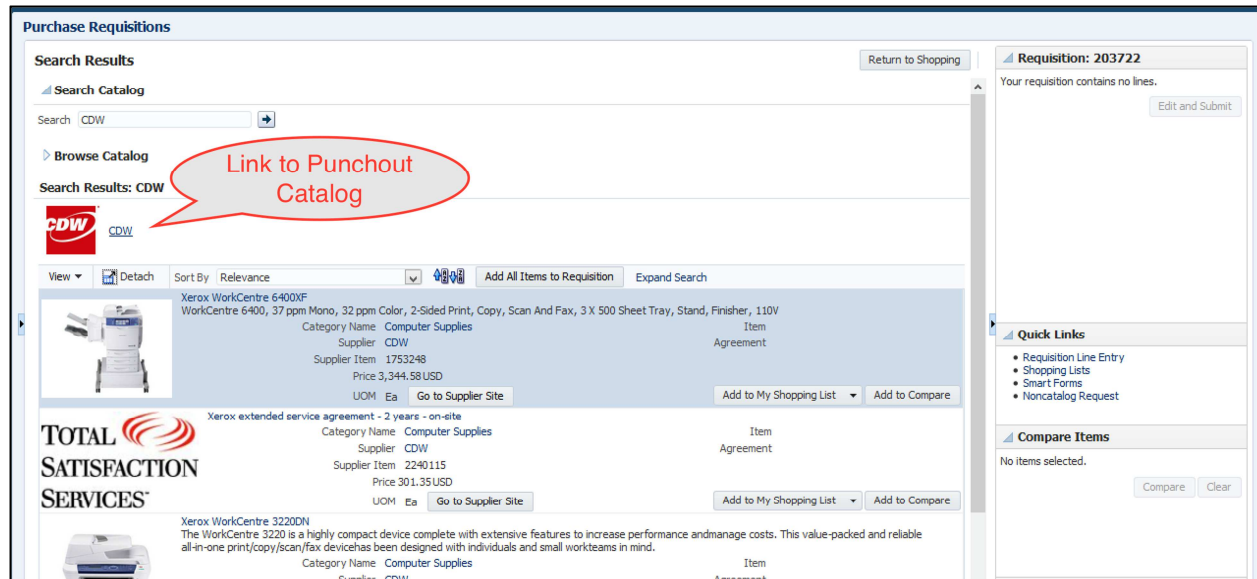 Purchase Requisitions
Search Results
Return to Shopping
Search Catalog
Search CDW
Browse Catalog
Link to Punchout
Catalog
Search Results: CDW
CDW
CDW
View Detach Sort By Relevance Add All Items to Requisition Expand Search
Xerox WorkCentre 6400XF
WorkCentre 6400, 37 ppm Mono, 32 ppm Color, 2-Sided Print, Copy, Scan And Fax, 3 X 500 Sheet Tray, Stand, Finisher, 110V
Category Name Computer Supplies Item
Supplier CDW Agreement
Supplier Item 1753248
Price 3,344.58 USD
UOM Ea Go to Supplier Site Add to My Shopping List Add to Compare
TOTAL
SATISFACTION
SERVICES
Xerox extended service agreement - 2 years - on-site
Category Name Computer Supplies Item
Supplier CDW Agreement
Supplier Item 2240115
Price 301.35 USD
UOM Ea Go to Supplier Site Add to My Shopping List Add to Compare
Xerox WorkCentre 3220DN
The WorkCentre 3220 is a highly compact device complete with extensive features to increase performance andmanage costs. This value-packed and reliable
all-in-one print/copy/scan/fax devicehas been designed with individuals and small workteams in mind.
Category Name Computer Supplies Item
Supplier CDW Agreement
Requisition: 203722
Your requisition contains no lines.
Edit and Submit
Quick Links
• Requisition Line Entry
• Shopping Lists
• Smart Forms
• Noncatalog Request
Compare Items
No items selected.
Compare Clear